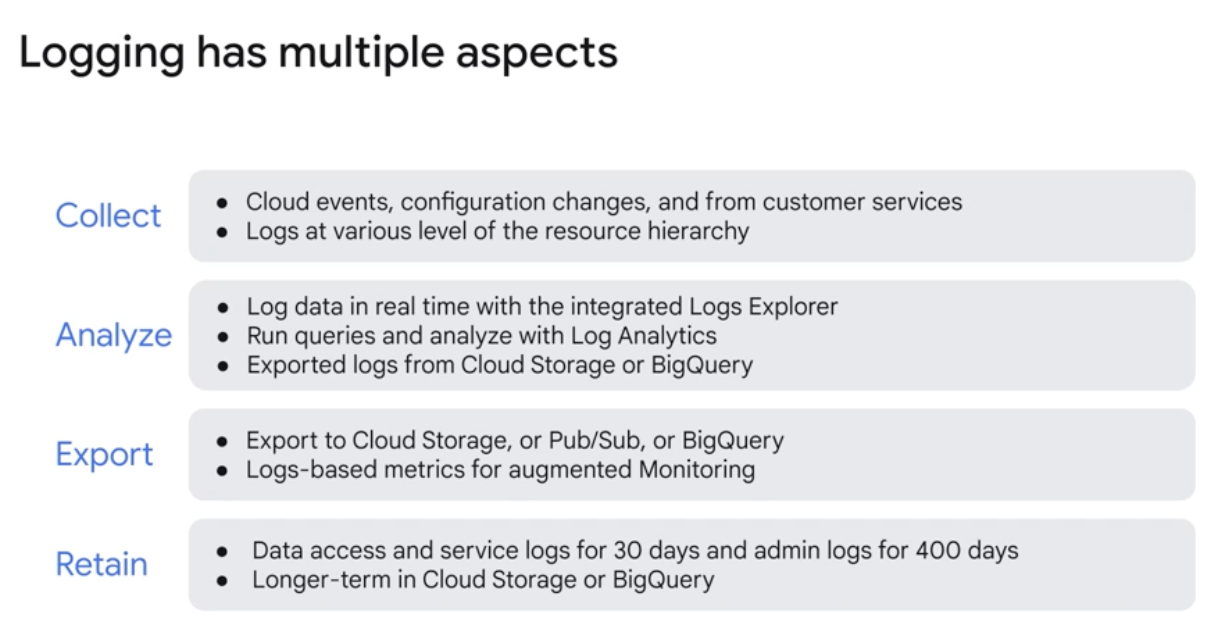 Logging has multiple aspects
Collect
● Cloud events, configuration changes, and from customer services
● Logs at various level of the resource hierarchy
Analyze
● Log data in real time with the integrated Logs Explorer
● Run queries and analyze with Log Analytics
● Exported logs from Cloud Storage or BigQuery
Export
● Export to Cloud Storage, or Pub/Sub, or BigQuery
● Logs-based metrics for augmented Monitoring
Retain
● Data access and service logs for 30 days and admin logs for 400 days
● Longer-term in Cloud Storage or BigQuery